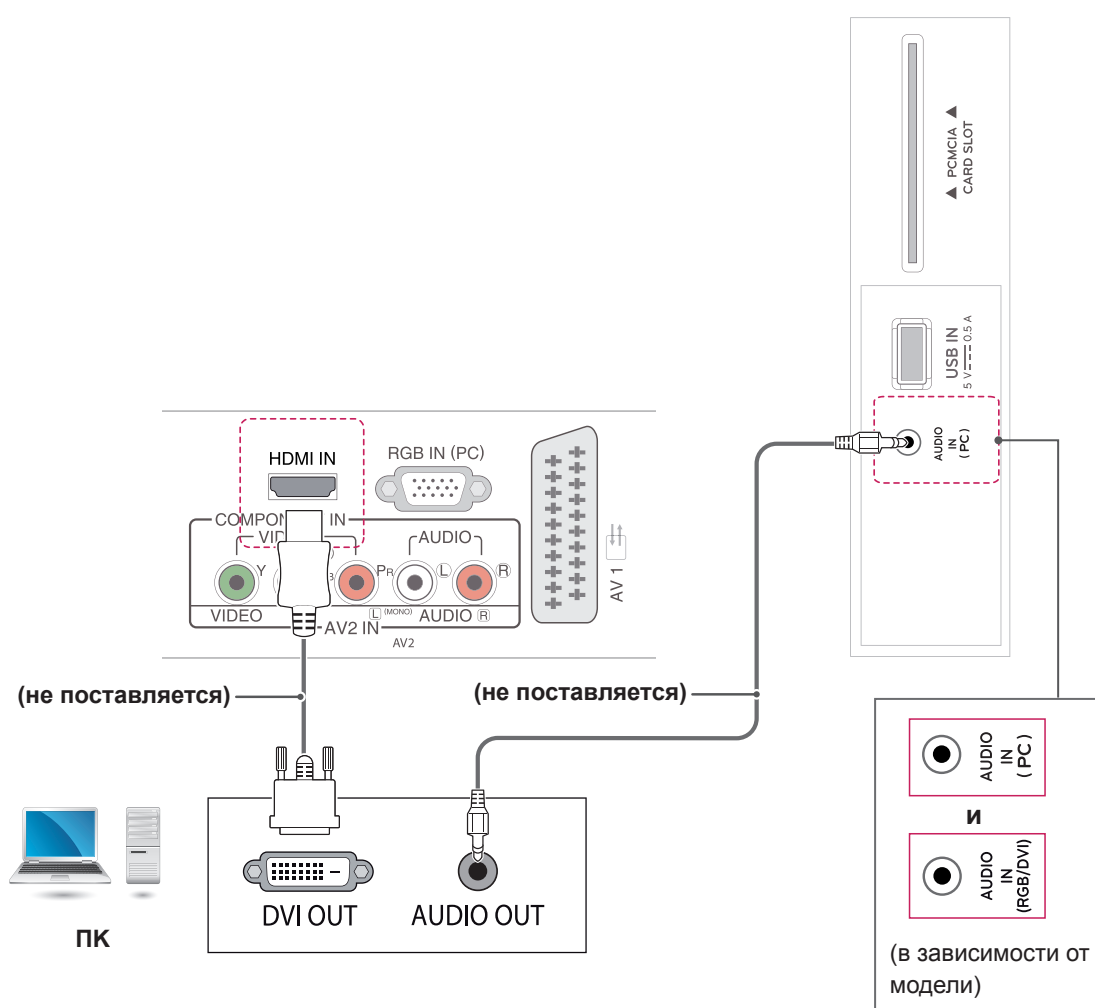 ▲ PCMCIA ▲
CARD SLOT
USB IN
5 V 0.5 A
AUDIO
IN
(PC)
HDMI IN
RGB IN (PC)
COMPON IN
VID
AUDIO
Y
B
PR
L
R
VIDEO
L (MONO) AUDIO R
AV2 IN
AV2
AV 1
(не поставляется)
(не поставляется)
DVI OUT
AUDIO OUT
ПК
AUDIO
IN
(PC)
и
AUDIO
IN
(RGB/DVI)
(в зависимости от
модели)